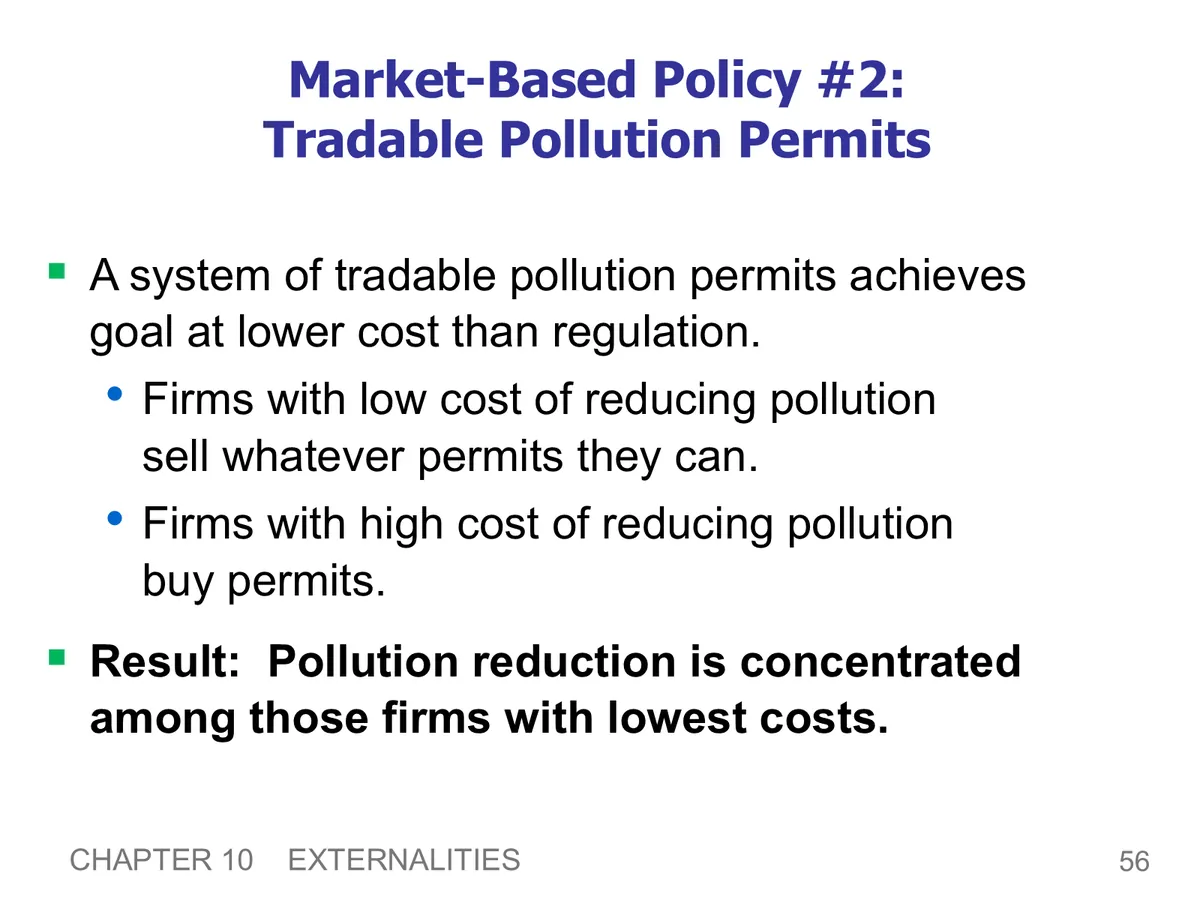 Market-Based Policy #2:
Tradable Pollution Permits
A system of tradable pollution permits achieves
goal at lower cost than regulation.
Firms with low cost of reducing pollution
sell whatever permits they can.
Firms with high cost of reducing pollution
buy permits.
Result:  Pollution reduction is concentrated
among those firms with lowest costs.
CHAPTER 10    EXTERNALITIES
56